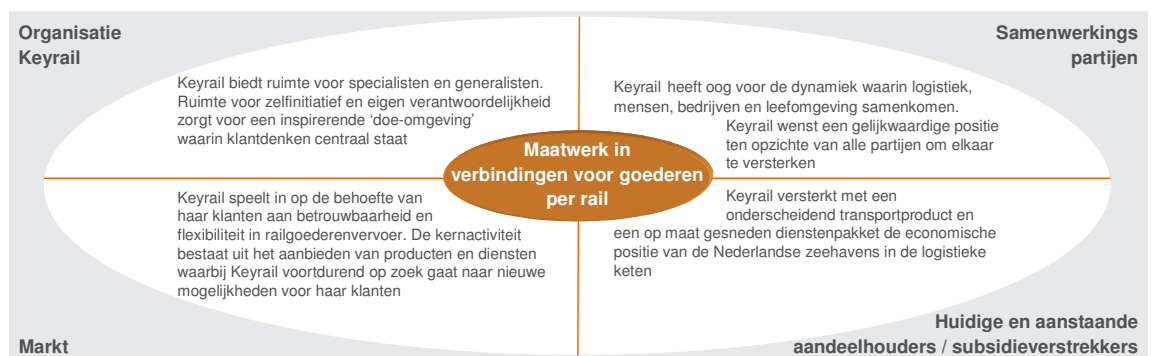 Organisatie
Keyrail
Keyrail biedt ruimte voor specialisten en generalisten.
Ruimte voor zelfinitiatief en eigen verantwoordelijkheid
zorgt voor een inspirerende ‘doe-omgeving’
waarin klantdenken centraal staat
Samenwerkings
partijen
Keyrail heeft oog voor de dynamiek waarin logistiek,
mensen, bedrijven en leefomgeving samenkomen.
Keyrail wenst een gelijkwaardige positie
ten opzichte van alle partijen om elkaar
te versterken
Maatwerk in
verbindingen voor goederen
per rail
Keyrail speelt in op de behoefte van
haar klanten aan betrouwbaarheid en
flexibiliteit in railgoederenvervoer. De kernactiviteit
bestaat uit het aanbieden van producten en diensten
waarbij Keyrail voortdurend op zoek gaat naar nieuwe
mogelijkheden voor haar klanten
Markt
Keyrail versterkt met een
onderscheidend transportproduct en
een op maat gesneden dienstenpakket de economische
positie van de Nederlandse zeehavens in de logistieke
keten
Huidige en aanstaande
aandeelhouders / subsidieverstrekkers